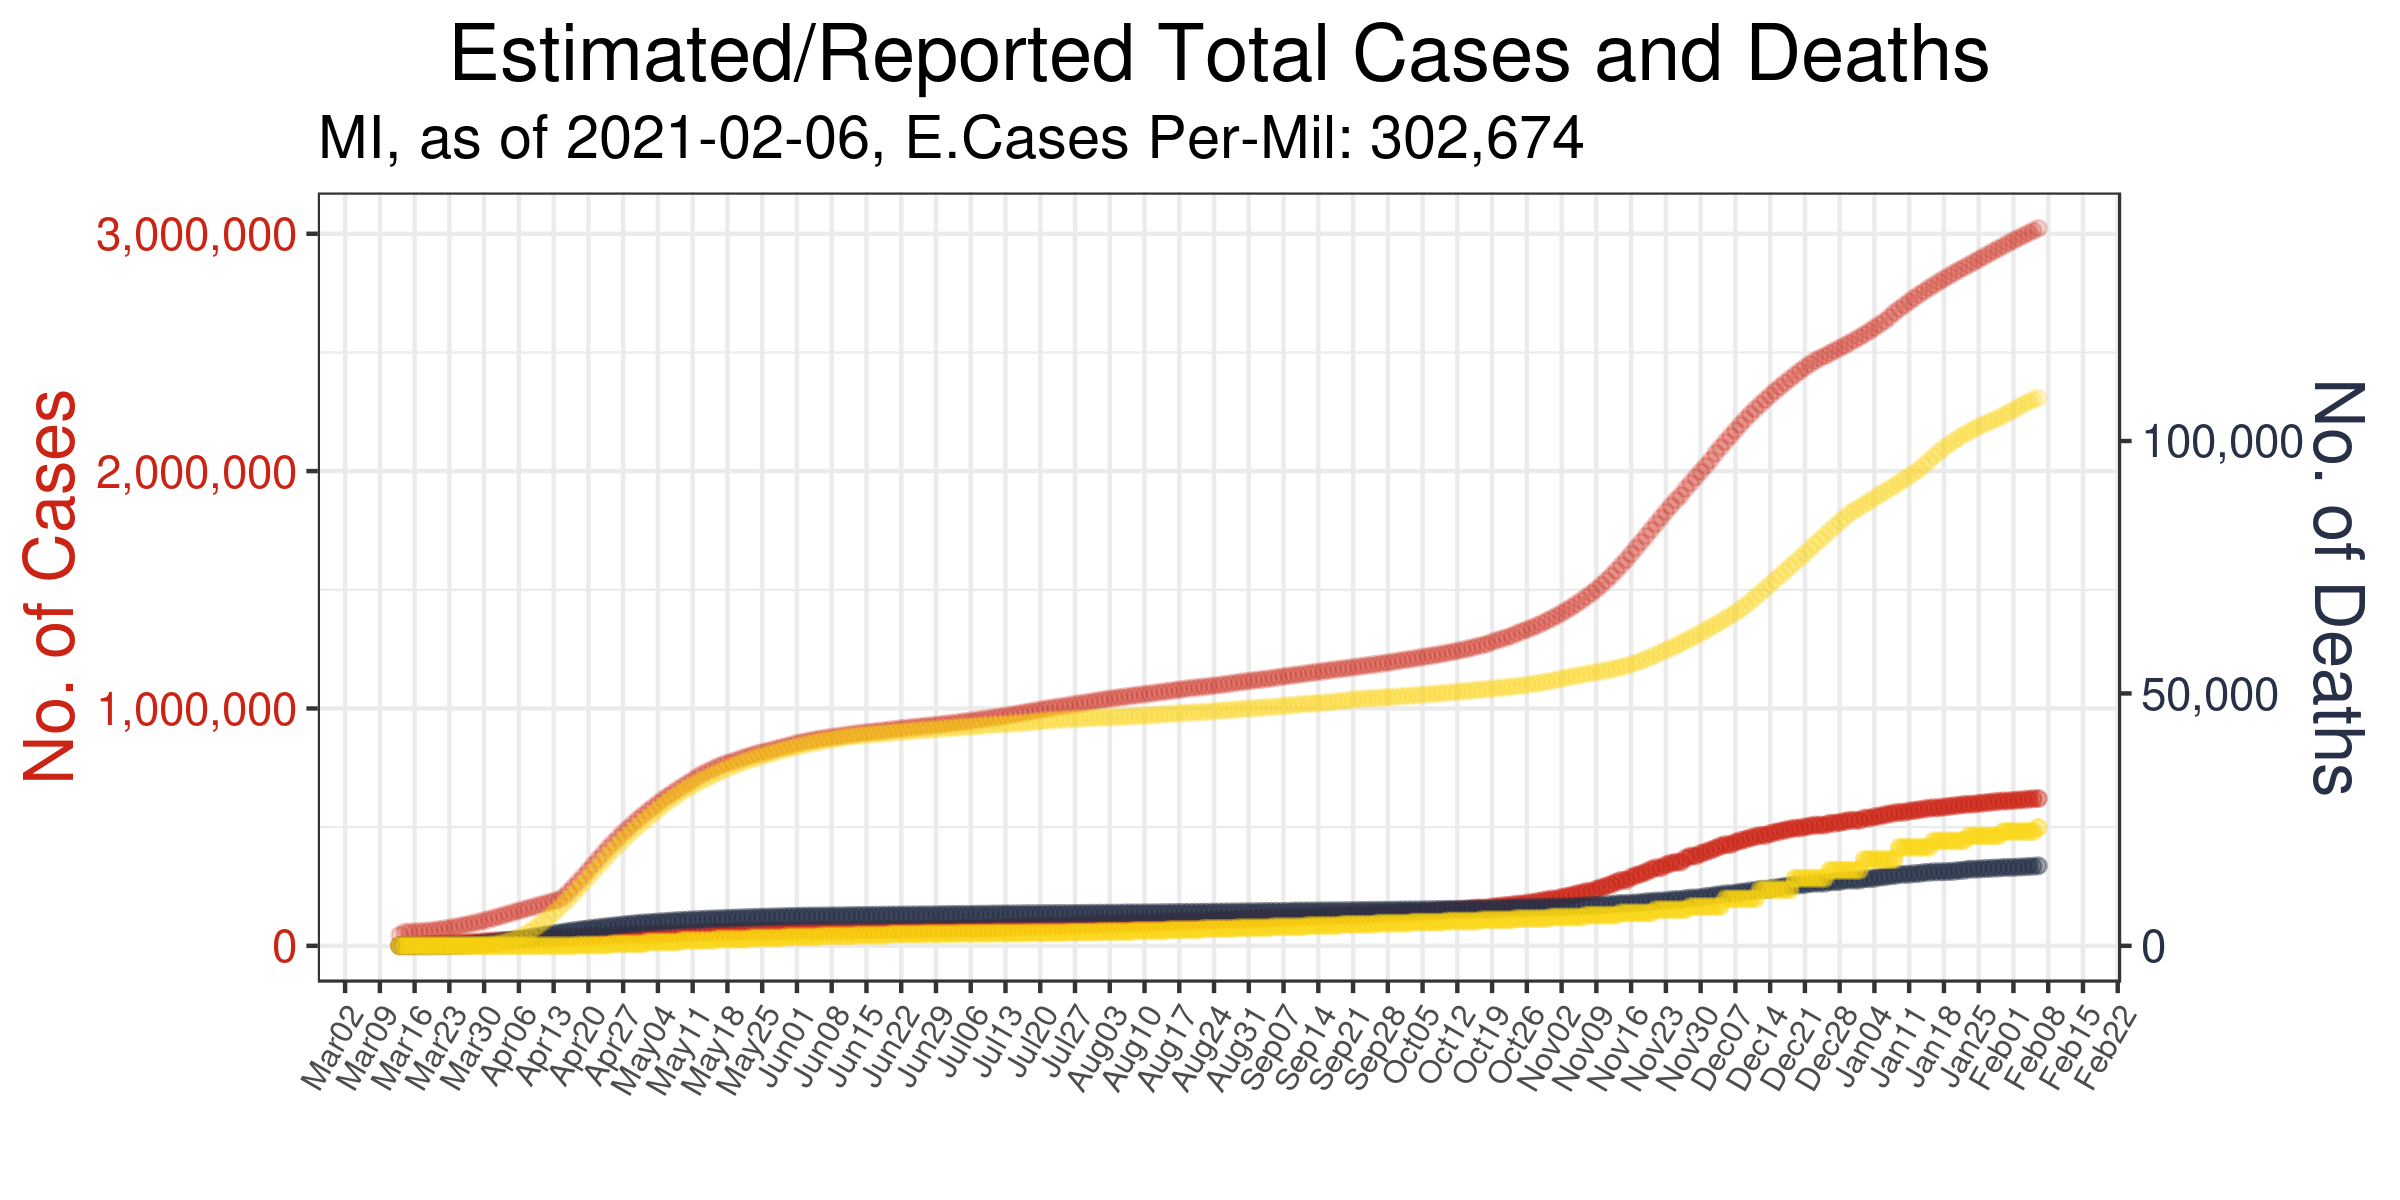 Estimated/Reported Total Cases and Deaths
MI, as of 2021-02-06, E.Cases Per-Mil: 302,674
No. of Cases
3,000,000
2,000,000
1,000,000
0
No. of Deaths
100,000
50,000
0
Mar02
Mar09
Mar16
Mar23
Mar30
Apr06
Apr13
Apr20
Apr27
May04
May11
May18
May25
Jun01
Jun08
Jun15
Jun22
Jun29
Jul06
Jul13
Jul20
Jul27
Aug03
Aug10
Aug17
Aug24
Aug31
Sep07
Sep14
Sep21
Sep28
Oct05
Oct12
Oct19
Oct26
Nov02
Nov09
Nov16
Nov23
Nov30
Dec07
Dec14
Dec21
Dec28
Jan04
Jan11
Jan18
Jan25
Feb01
Feb08
Feb15
Feb22